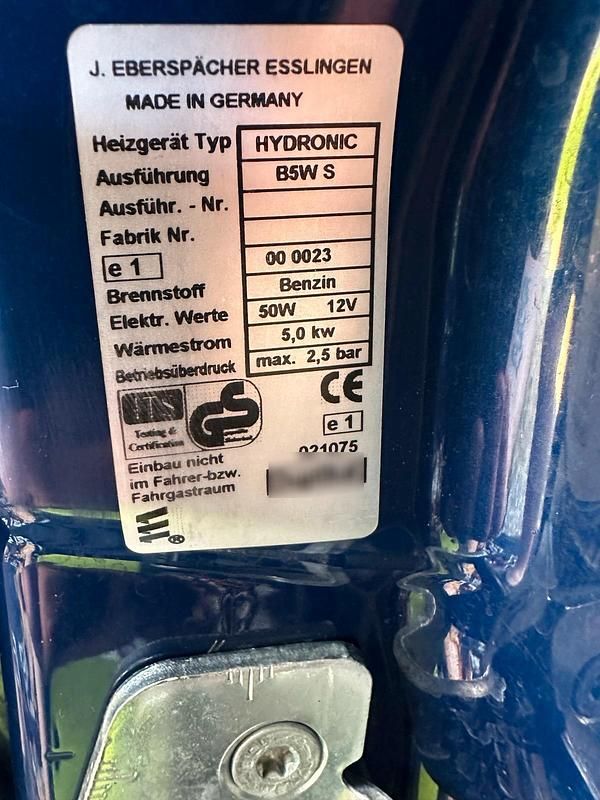 J. EBERSPÄCHER ESSLINGEN
MADE IN GERMANY
Heizgerät Typ HYDRONIC
Ausführung B5W S
Ausführ. - Nr.
Fabrik Nr.
e 1 00 0023
Brennstoff Benzin
Elektr. Werte 50W 12V
Wärmestrom 5,0 kw
Betriebsüberdruck max. 2,5 bar
Testing &
Certification
GS
CE
e 1
021075
Einbau nicht
im Fahrer-bzw.
Fahrgastraum
®